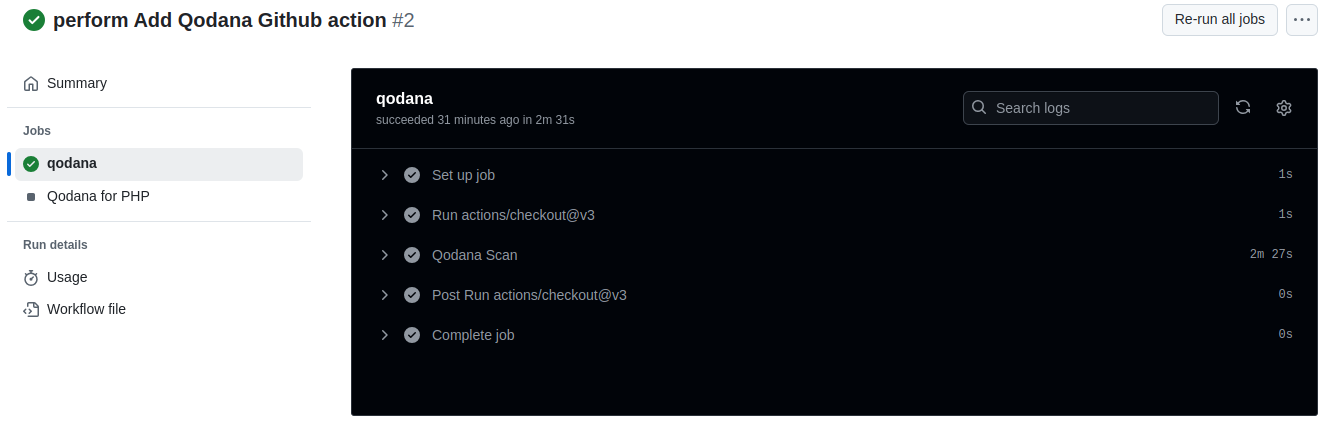 perform Add Qodana Github action #2
Re-run all jobs
Summary
Jobs
qodana
Qodana for PHP
Run details
Usage
Workflow file
qodana
succeeded 31 minutes ago in 2m 31s
Search logs
Set up job 1s
Run actions/checkout@v3 1s
Qodana Scan 2m 27s
Post Run actions/checkout@v3 0s
Complete job 0s